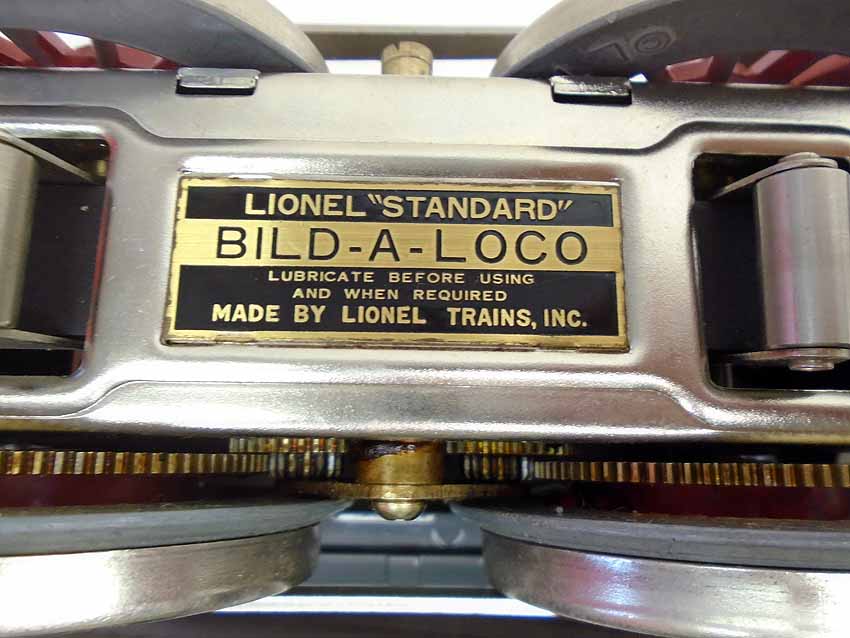 LIONEL "STANDARD"
BILD-A-LOCO
LUBRICATE BEFORE USING
AND WHEN REQUIRED
MADE BY LIONEL TRAINS, INC.